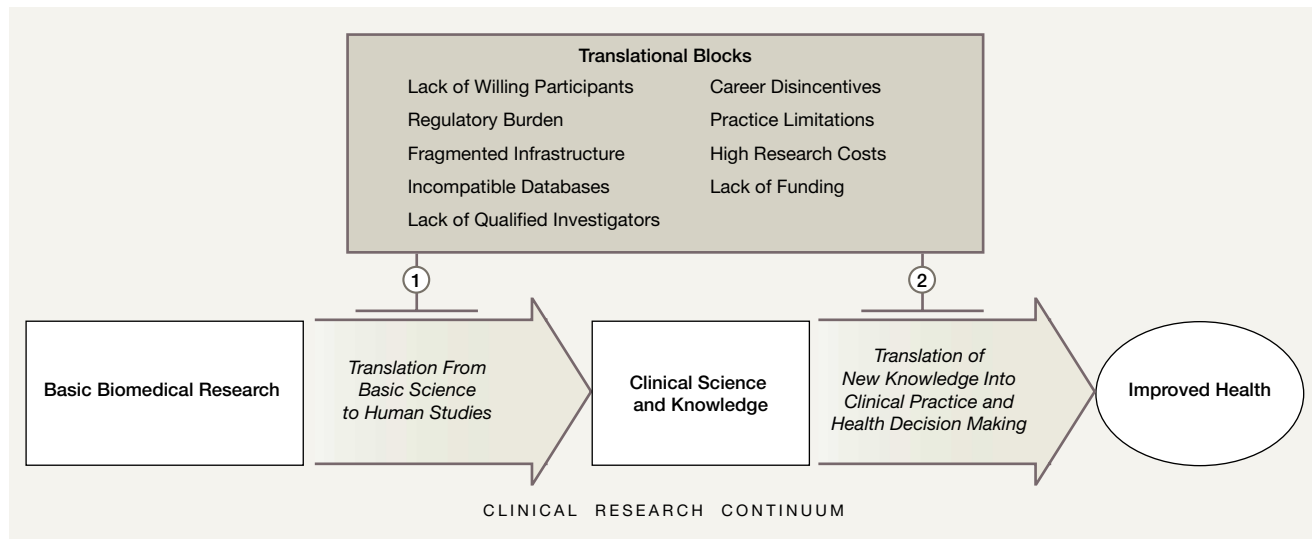 Translational Blocks
Lack of Willing Participants
Regulatory Burden
Fragmented Infrastructure
Incompatible Databases
Lack of Qualified Investigators
Career Disincentives
Practice Limitations
High Research Costs
Lack of Funding
1
2
Basic Biomedical Research
Translation From
Basic Science
to Human Studies
Clinical Science
and Knowledge
Translation of
New Knowledge Into
Clinical Practice and
Health Decision Making
Improved Health
CLINICAL RESEARCH CONTINUUM